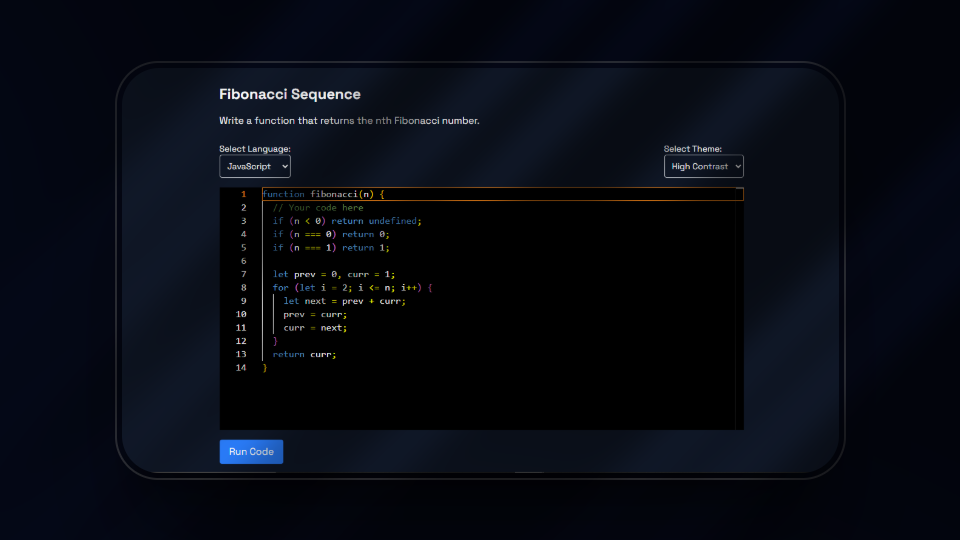 Fibonacci Sequence
Write a function that returns the nth Fibonacci number.
Select Language: Select Theme:
JavaScript High Contrast
1 function fibonacci(n) {
2 // Your code here
3 if (n < 0) return undefined;
4 if (n === 0) return 0;
5 if (n === 1) return 1;
6
7 let prev = 0, curr = 1;
8 for (let i = 2; i <= n; i++) {
9 let next = prev + curr;
10 prev = curr;
11 curr = next;
12 }
13 return curr;
14 }
Run Code